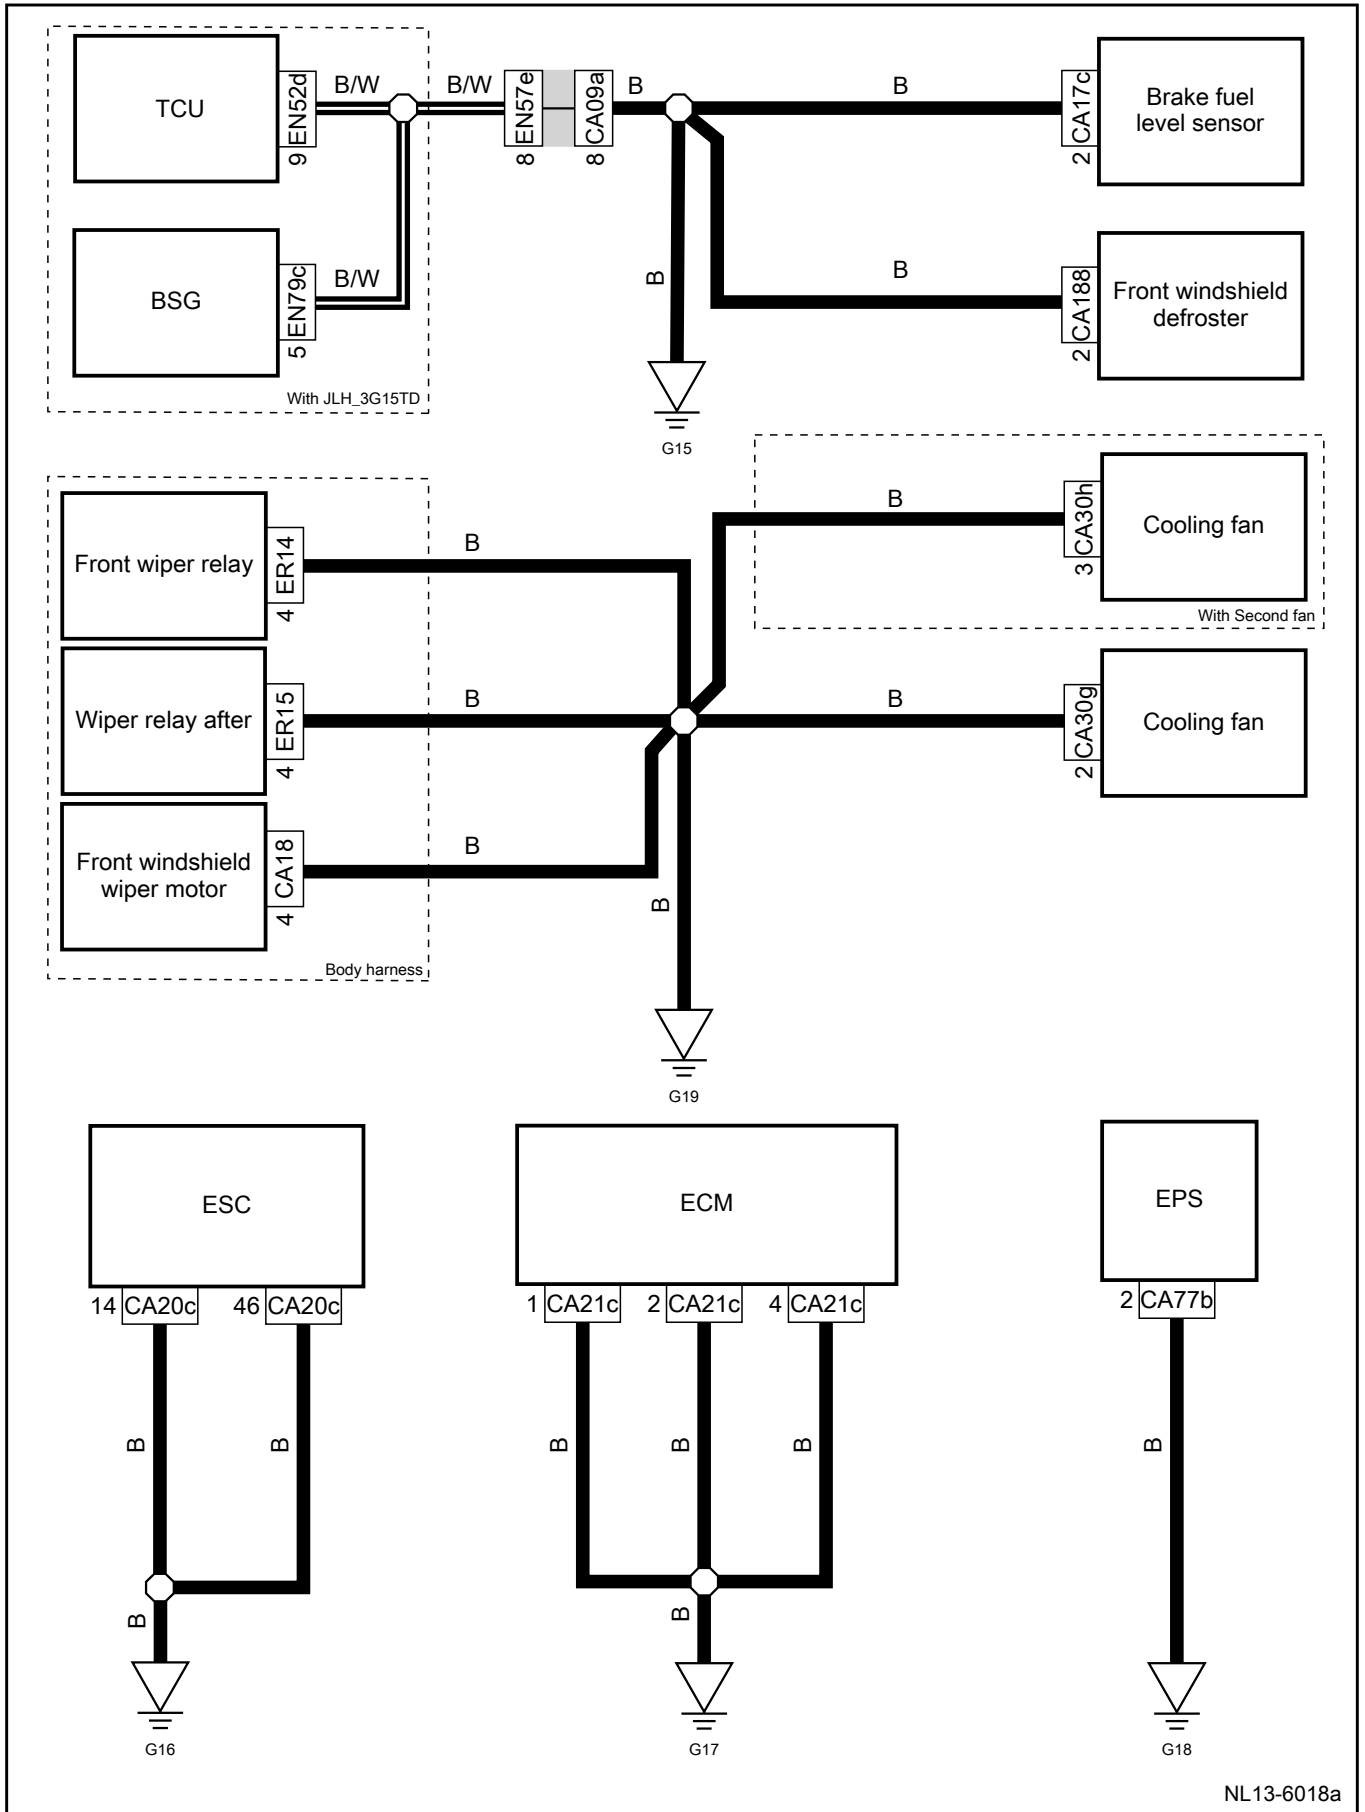 TCU
9 EN52d
B/W
B/W
8 EN57e
8 CA09a
B
B
2 CA17c
Brake fuel
level sensor
BSG
5 EN79c
B/W
With JLH_3G15TD
B
B
2 CA188
Front windshield
defroster
G15
Front wiper relay
4 ER14
B
B
3 CA30h
Cooling fan
With Second fan
Wiper relay after
4 ER15
B
B
2 CA30g
Cooling fan
Front windshield
wiper motor
4 CA18
B
Body harness
B
G19
ESC
14 CA20c
46 CA20c
B
B
B
G16
ECM
1 CA21c
2 CA21c
4 CA21c
B
B
B
B
G17
EPS
2 CA77b
B
G18
NL13-6018a